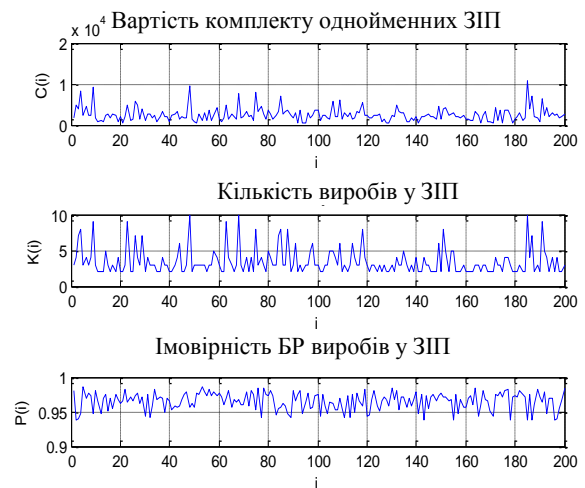 Вартість комплекту однойменних ЗІП
x 10^4
2
1
0
C(i)
0 20 40 60 80 100 120 140 160 180 200
i
Кількість виробів у ЗІП
10
5
0
K(i)
0 20 40 60 80 100 120 140 160 180 200
i
Імовірність БР виробів у ЗІП
1
0.95
0.9
P(i)
0 20 40 60 80 100 120 140 160 180 200
i